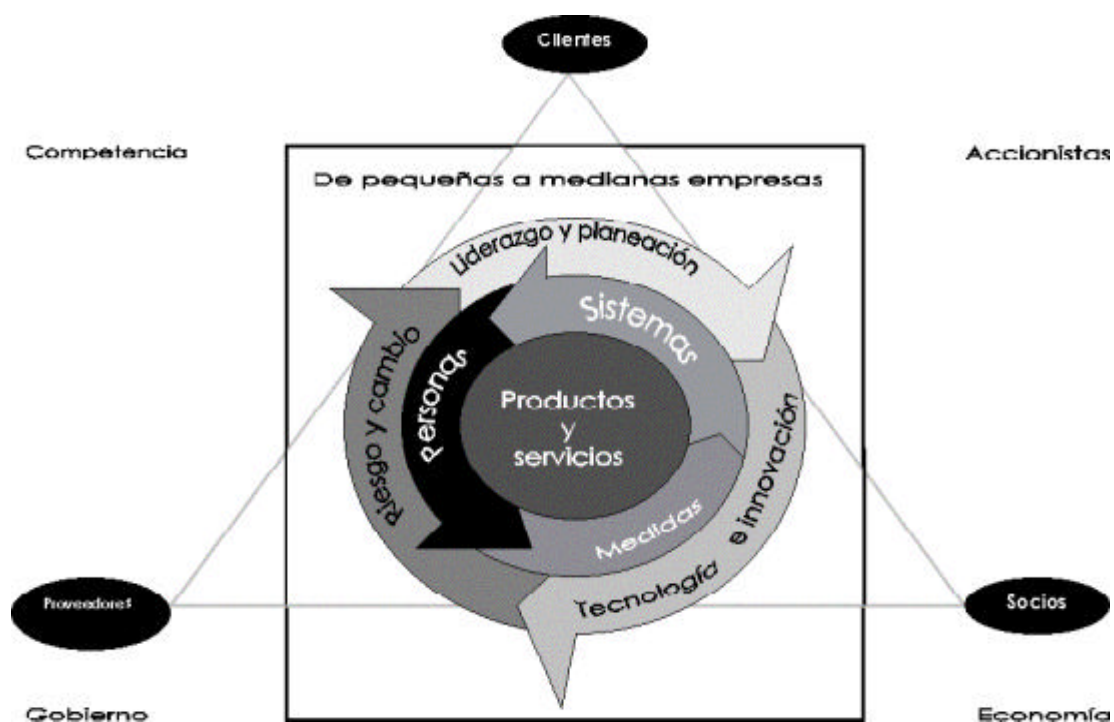 Clientes
Competencia
Accionistas
De pequeñas a medianas empresas
Liderazgo y planeación
Sistemas
Riesgo y cambio
Personas
Productos
y
servicios
Medidas
Tecnología
e innovación
Proveedores
Socios
Gobierno
Economía